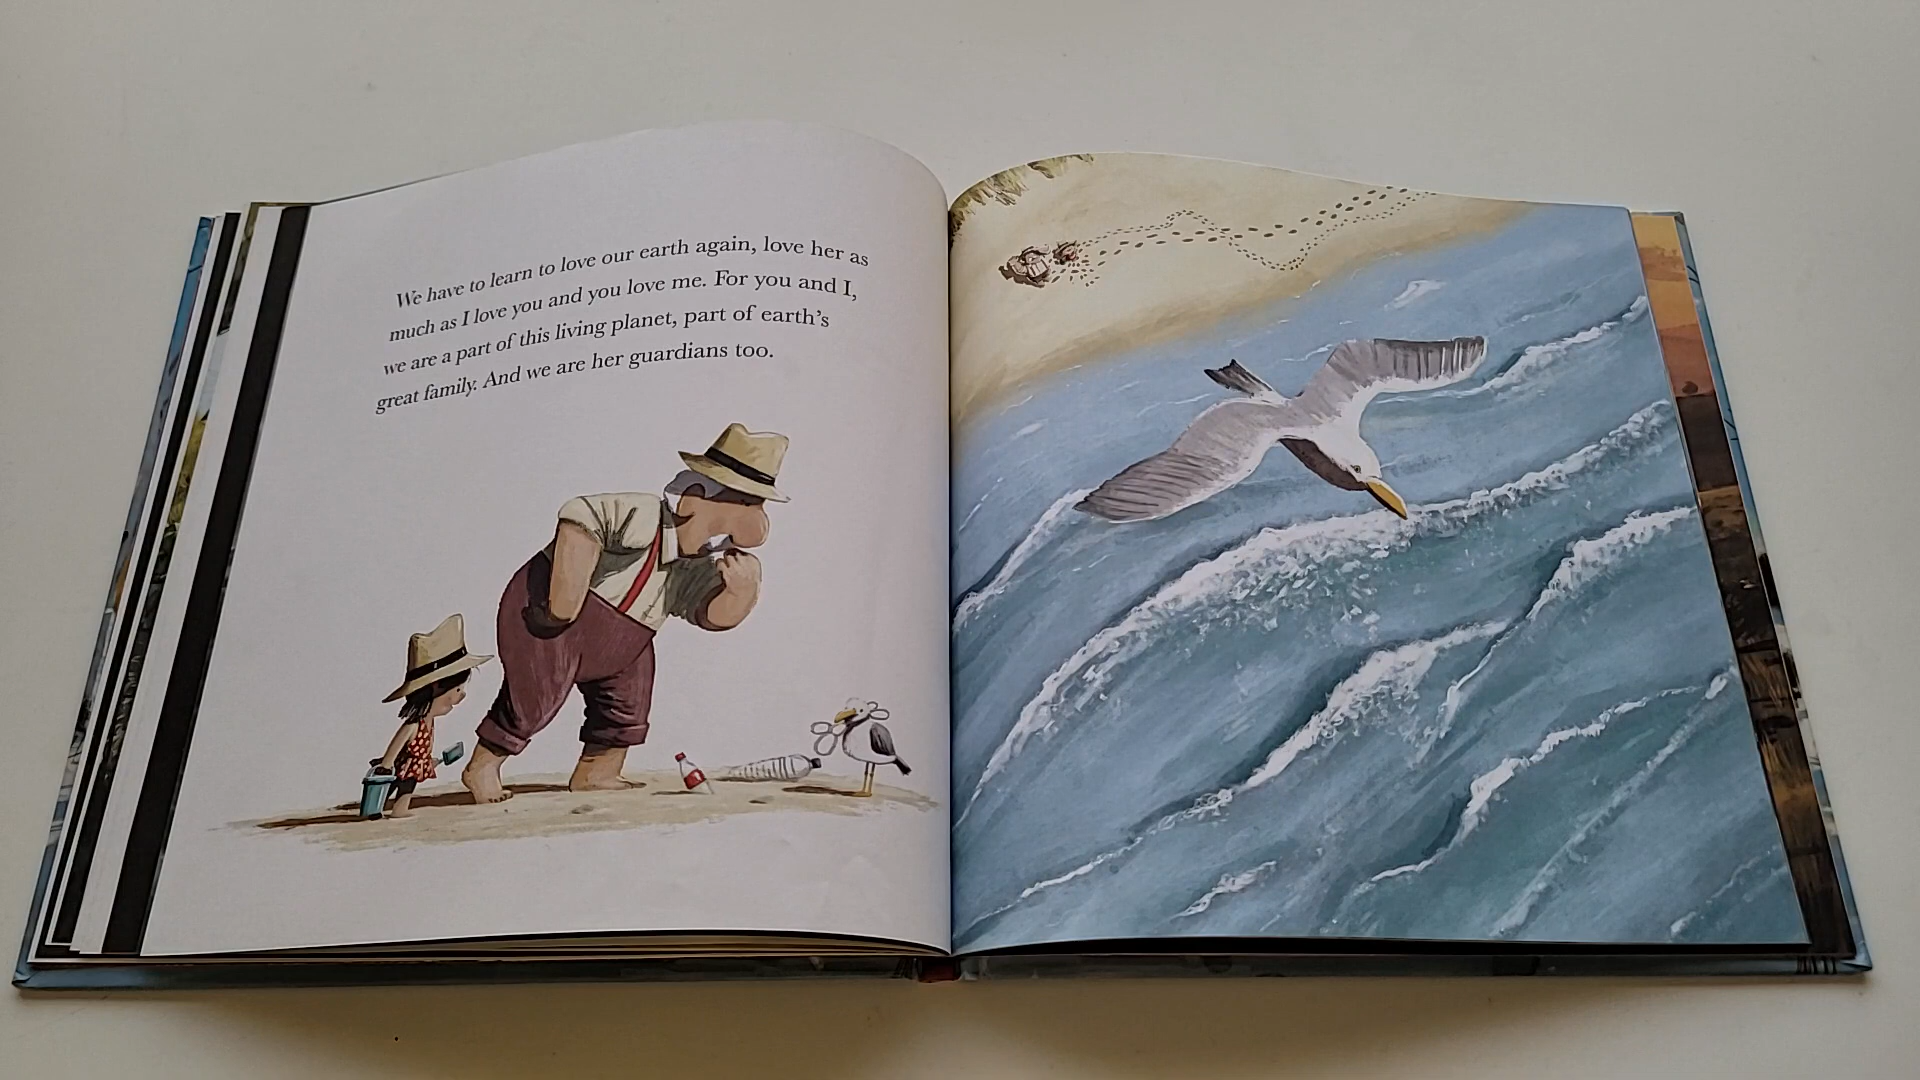 We have to learn to love our earth again, love her as
much as I love you and you love me. For you and I,
we are a part of this living planet, part of earth's
great family. And we are her guardians too.